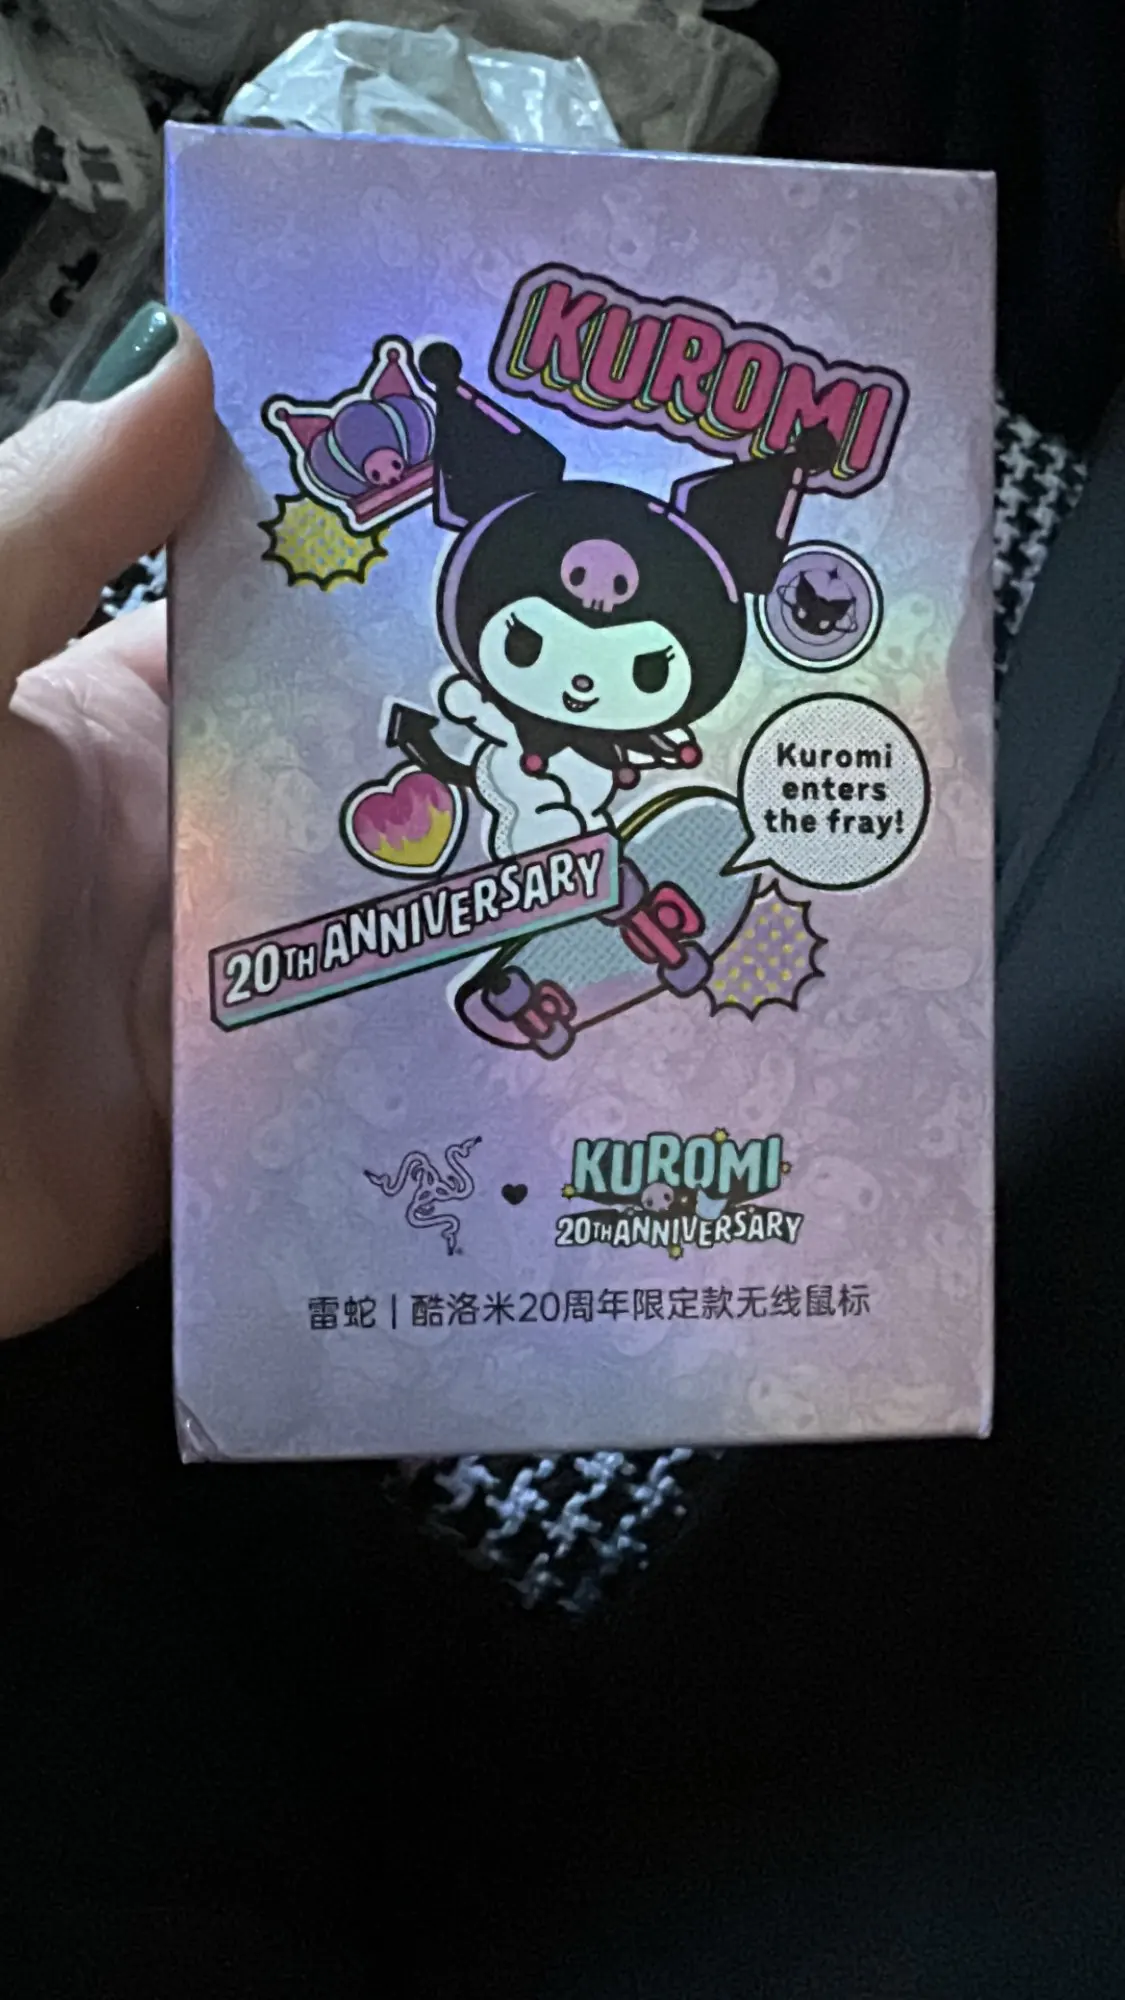 KUROMI
Kuromi
enters
the fray!
20TH ANNIVERSARY
KUROMI
20TH ANNIVERSARY
雷蛇 | 酷洛米20周年限定款无线鼠标